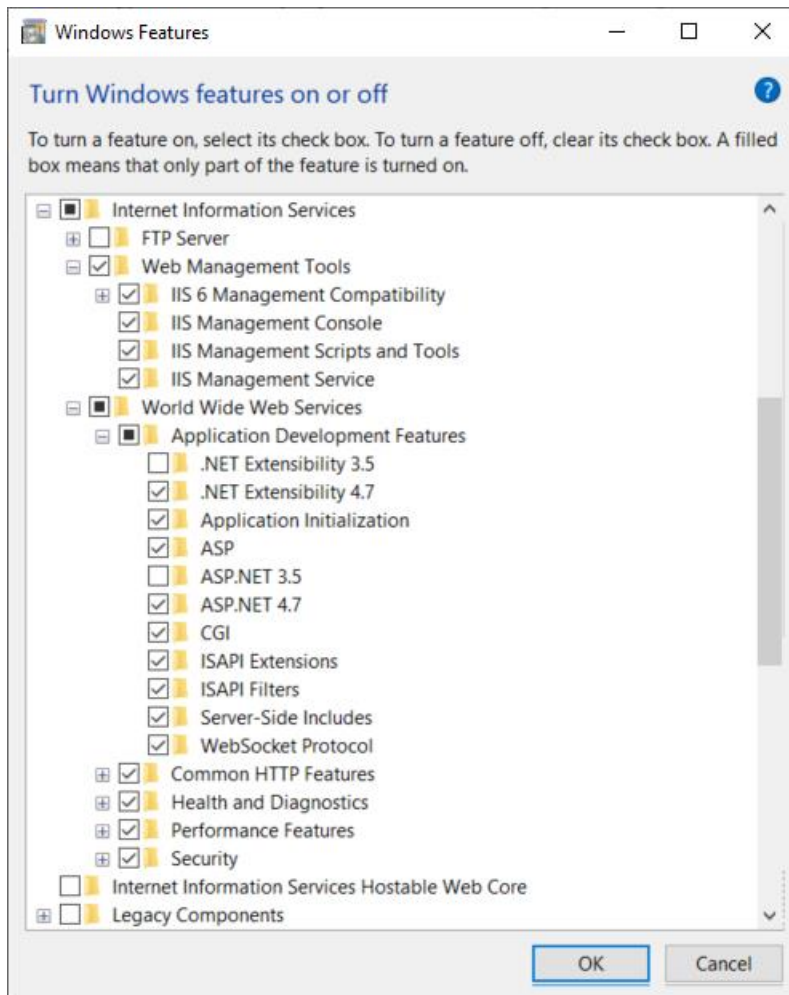 Windows Features
Turn Windows features on or off
?
To turn a feature on, select its check box. To turn a feature off, clear its check box. A filled
box means that only part of the feature is turned on.
Internet Information Services
FTP Server
Web Management Tools
IIS 6 Management Compatibility
IIS Management Console
IIS Management Scripts and Tools
IIS Management Service
World Wide Web Services
Application Development Features
.NET Extensibility 3.5
.NET Extensibility 4.7
Application Initialization
ASP
ASP.NET 3.5
ASP.NET 4.7
CGI
ISAPI Extensions
ISAPI Filters
Server-Side Includes
WebSocket Protocol
Common HTTP Features
Health and Diagnostics
Performance Features
Security
Internet Information Services Hostable Web Core
Legacy Components
OK Cancel